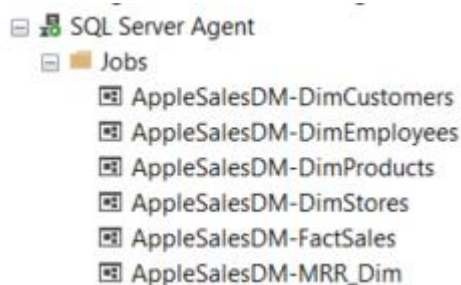 SQL Server Agent
Jobs
AppleSalesDM-DimCustomers
AppleSalesDM-DimEmployees
AppleSalesDM-DimProducts
AppleSalesDM-DimStores
AppleSalesDM-FactSales
AppleSalesDM-MRR_Dim